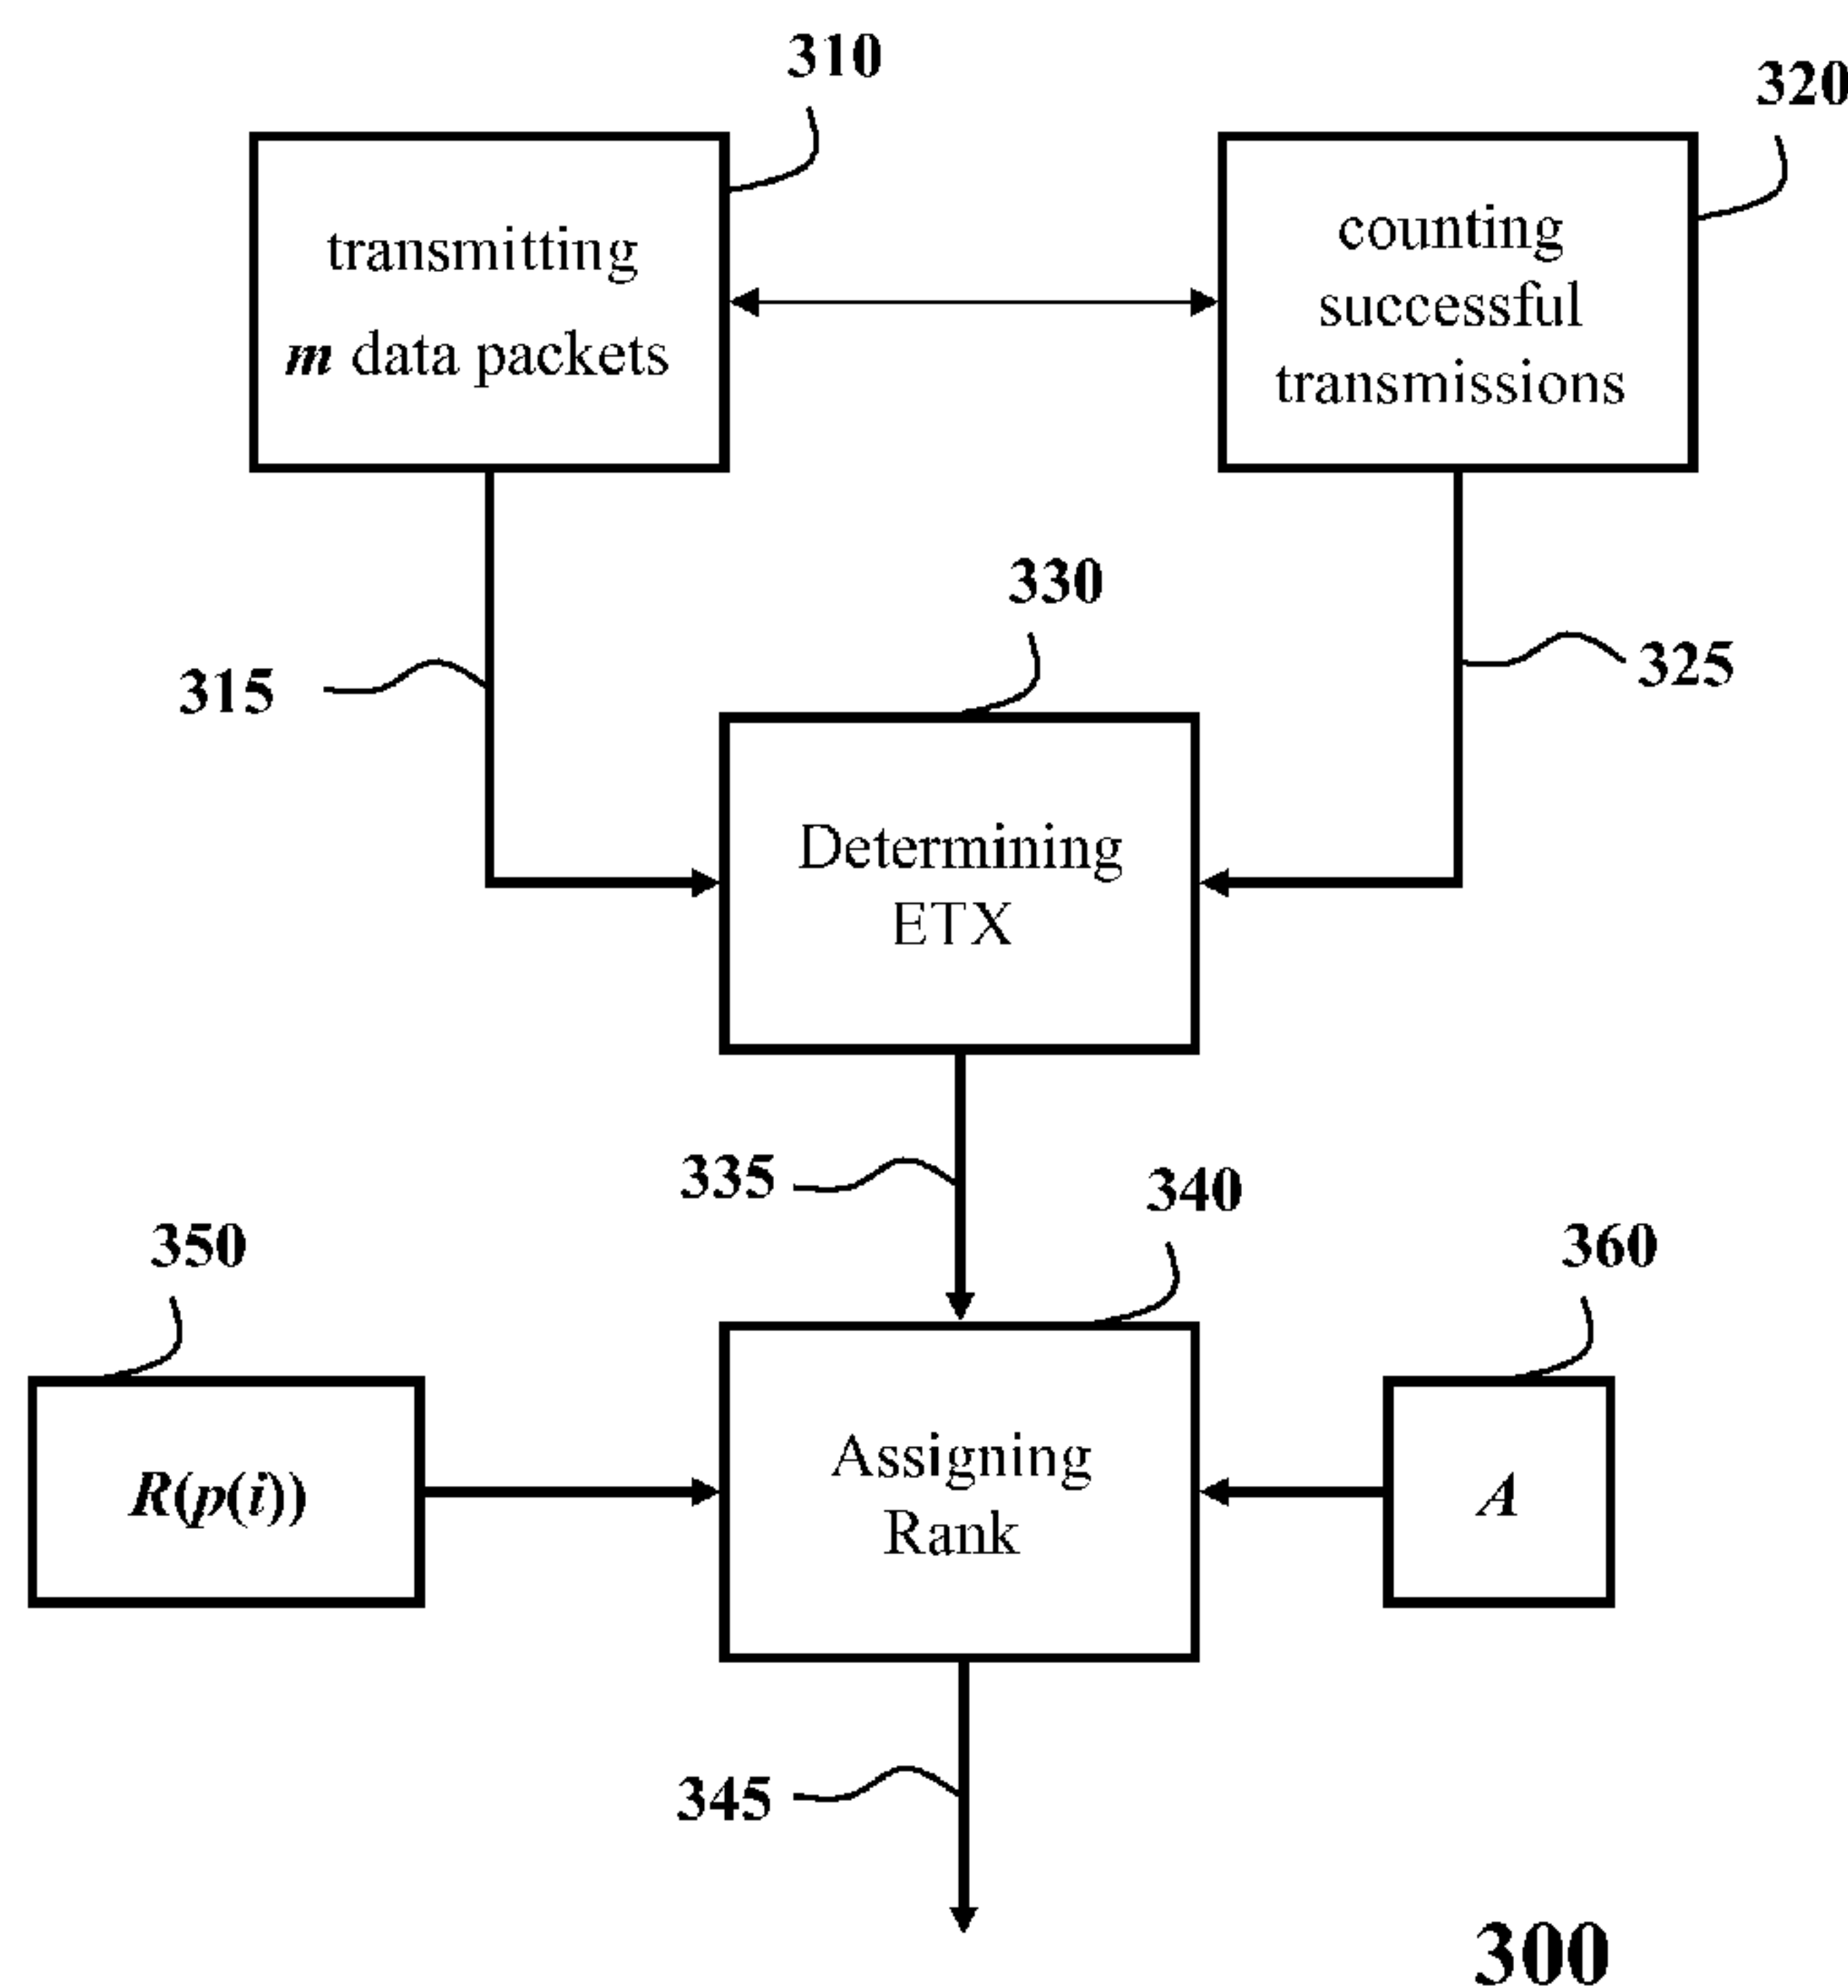 310
320
transmitting
m data packets
counting
successful
transmissions
330
315
325
Determining
ETX
335
340
350
360
R(p(i))
Assigning
Rank
A
345
300